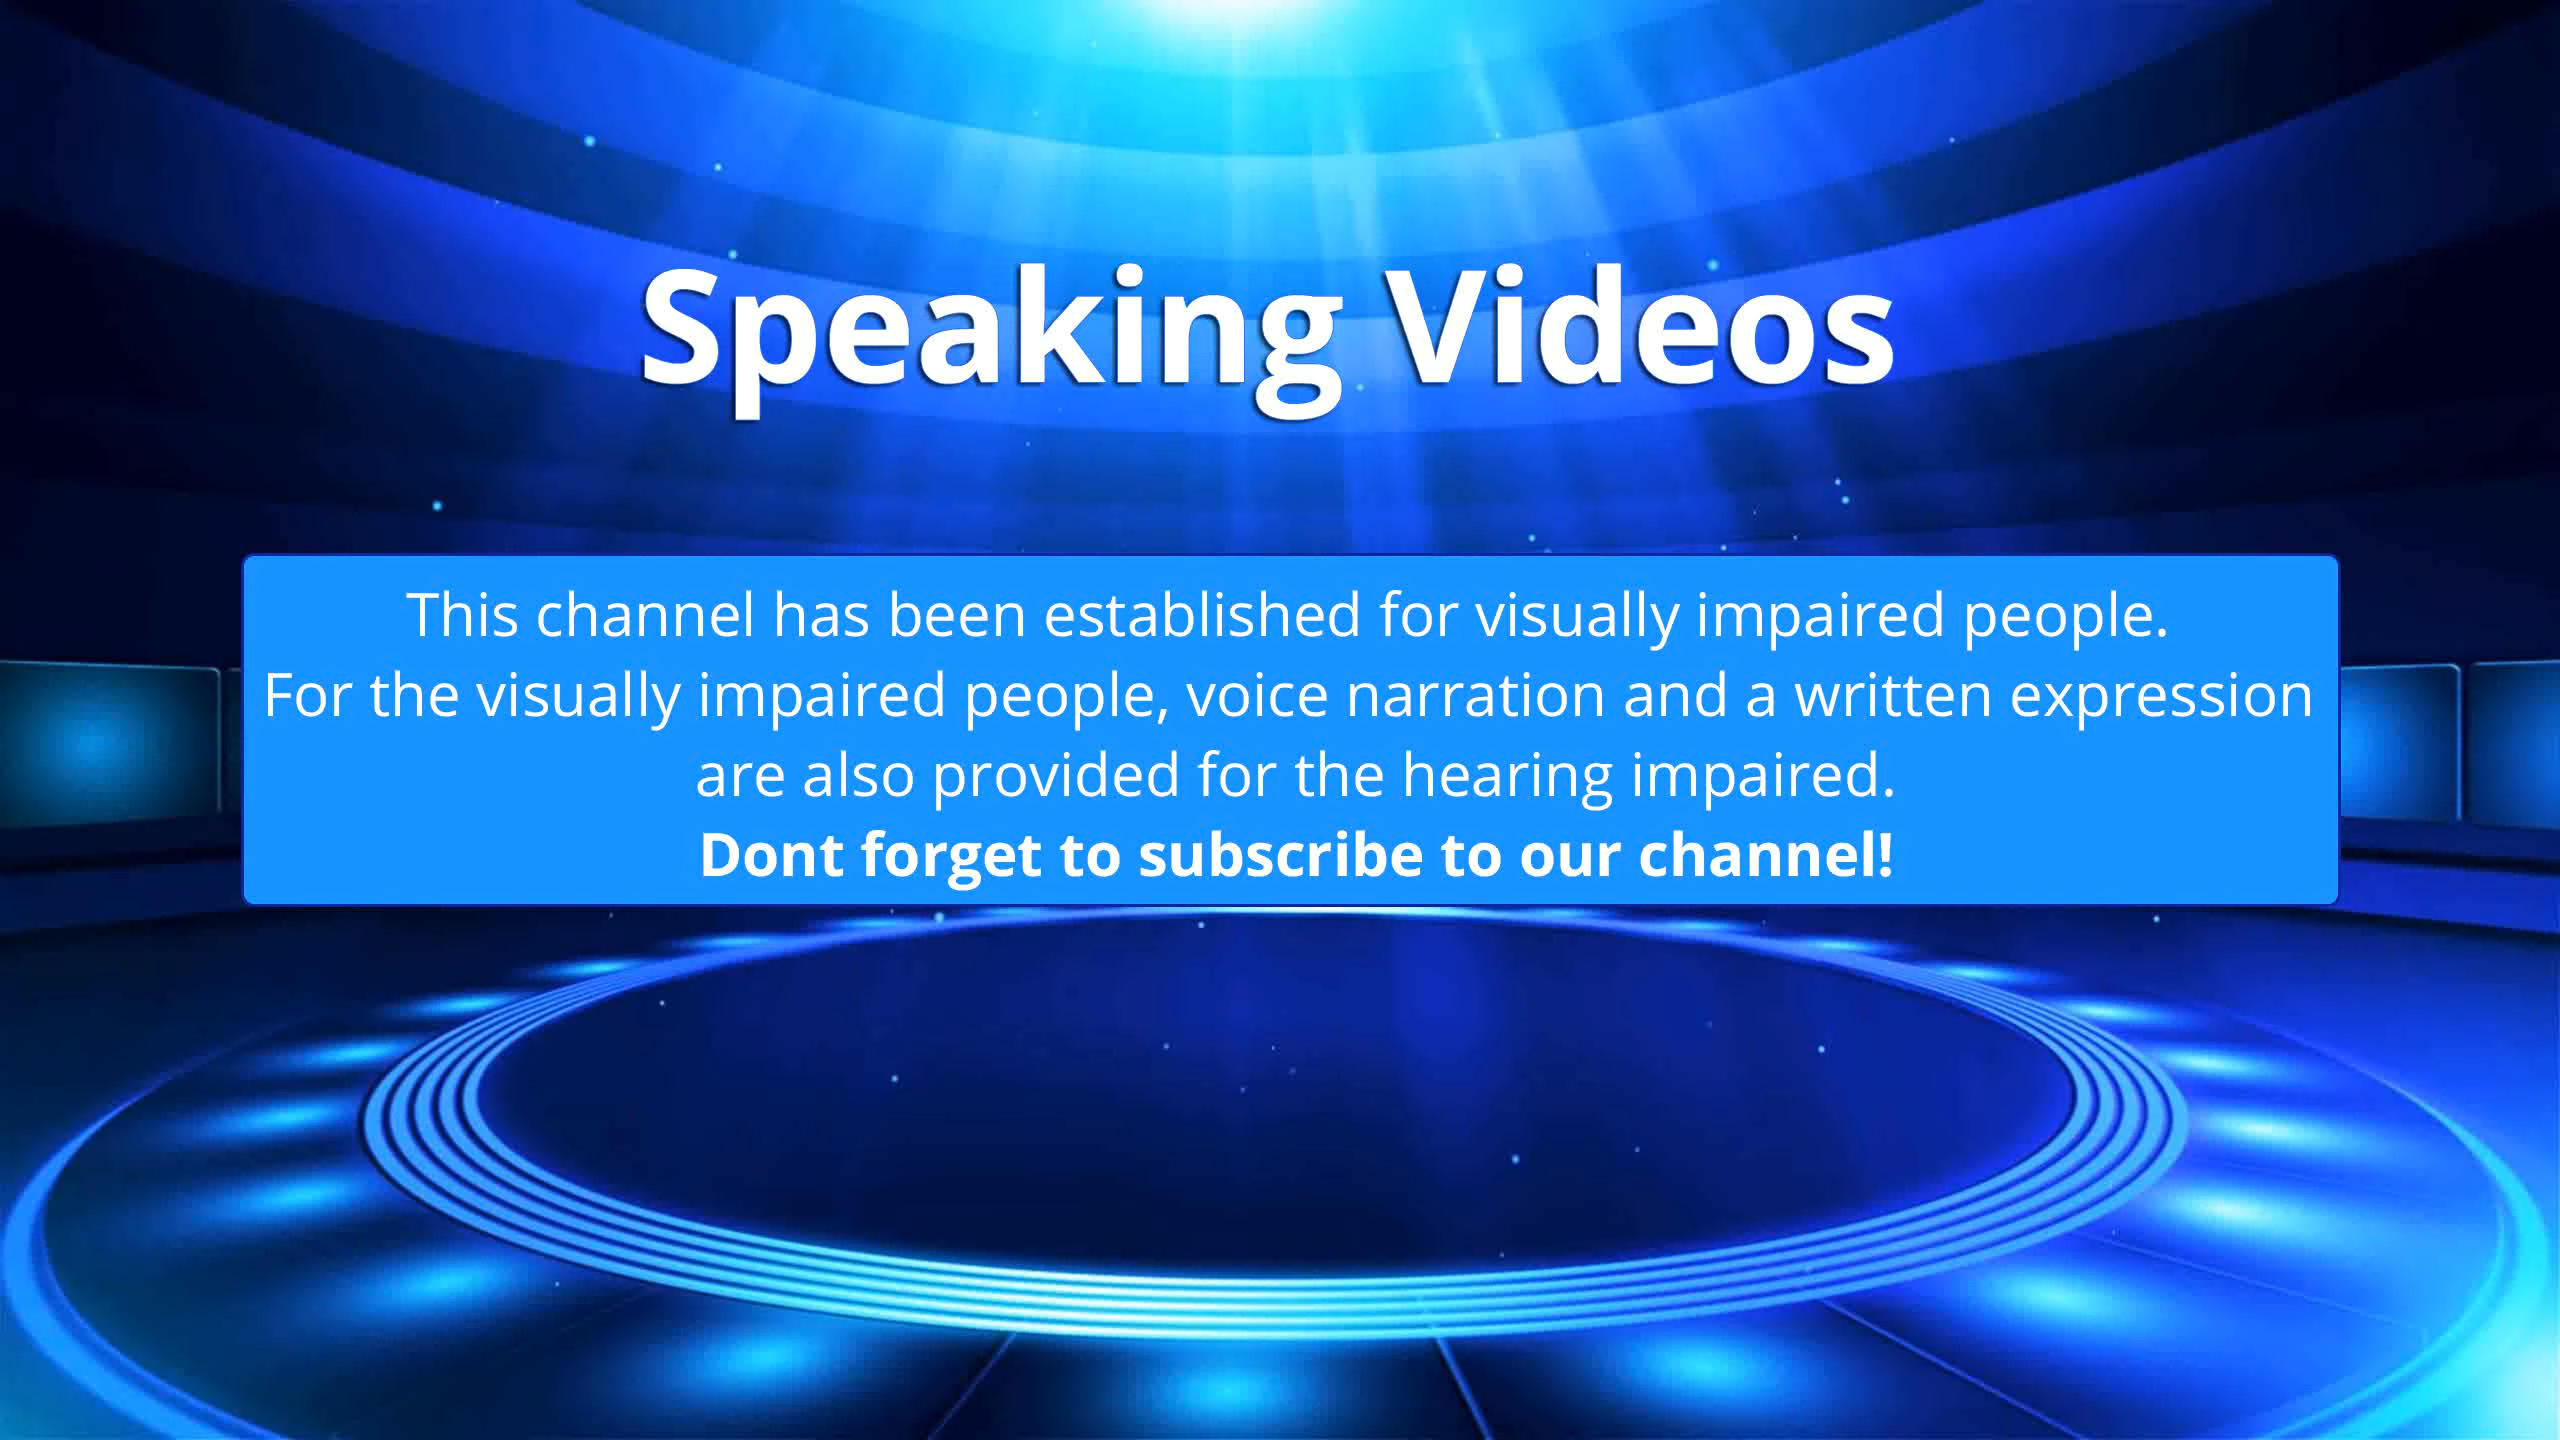 Speaking Videos
This channel has been established for visually impaired people.
For the visually impaired people, voice narration and a written expression
are also provided for the hearing impaired.
Dont forget to subscribe to our channel!